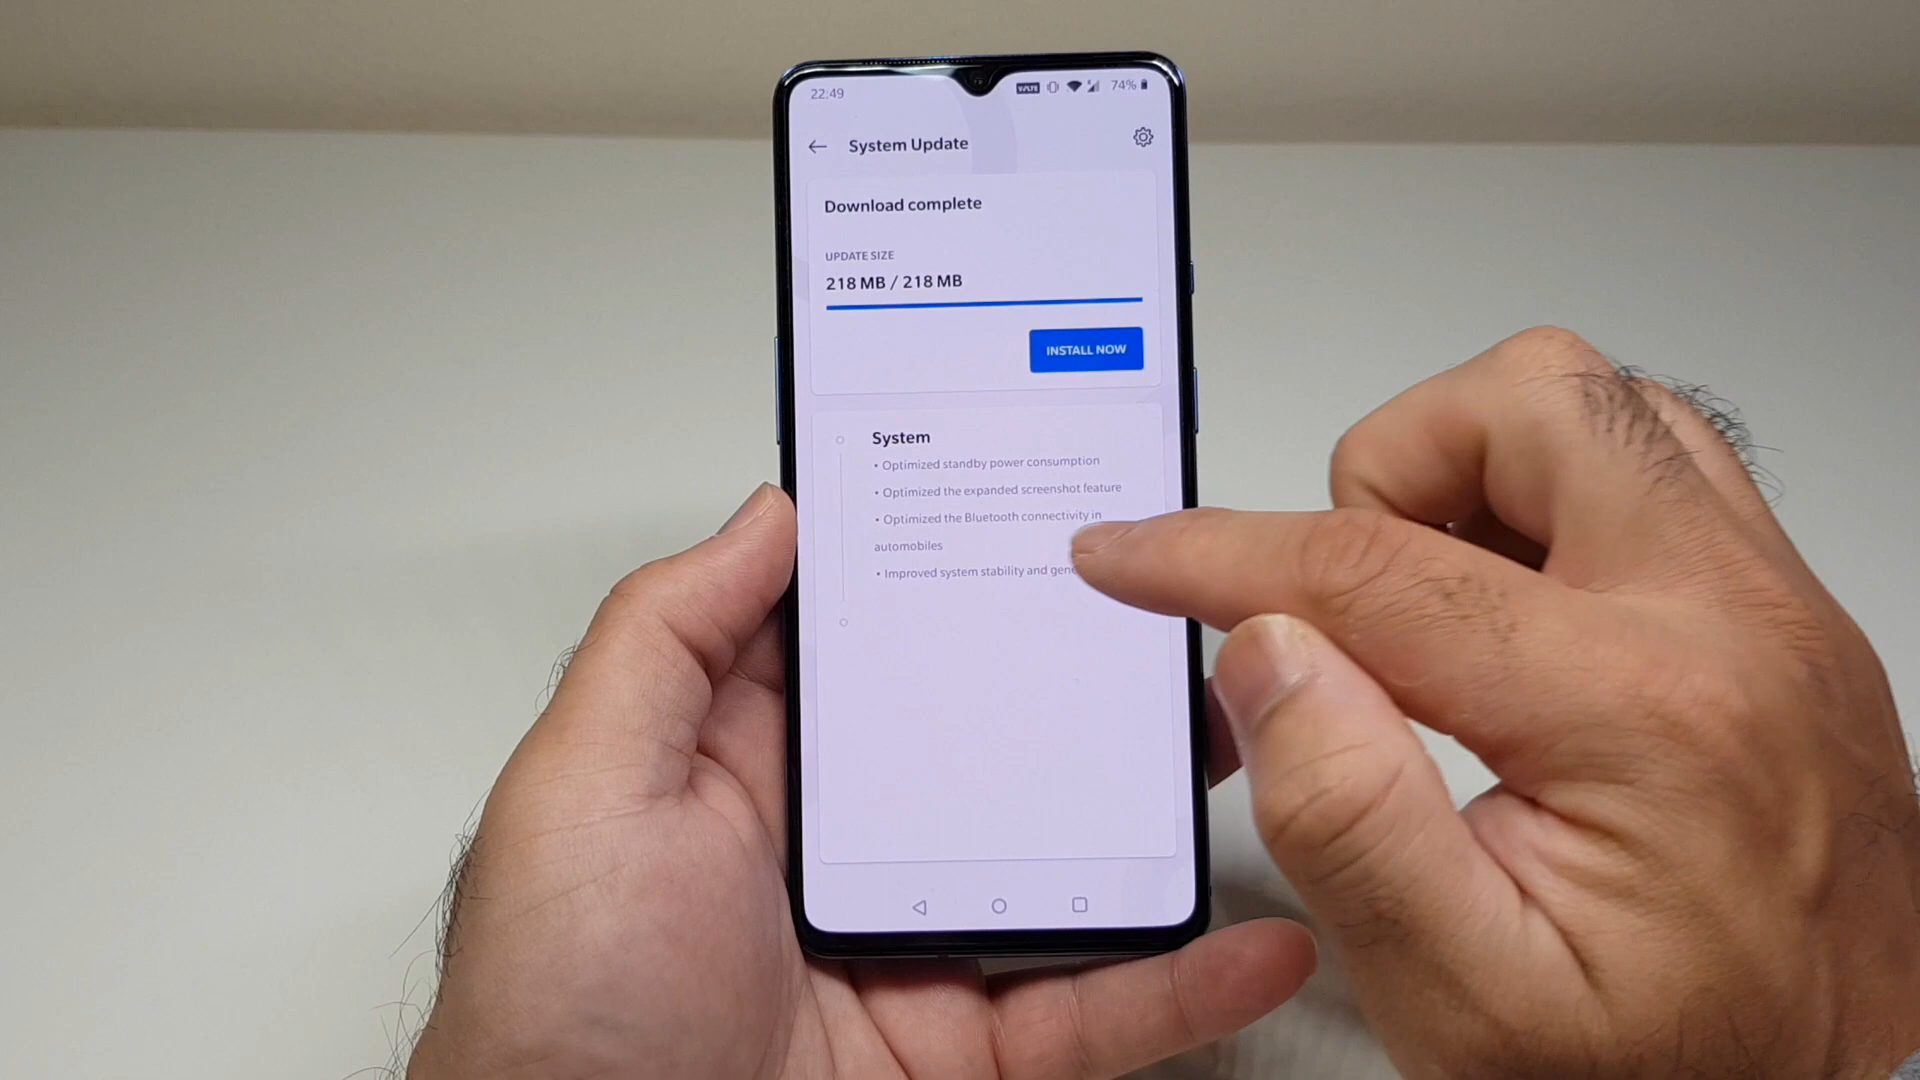 22:49
VoLTE 74%
System Update
Download complete
UPDATE SIZE
218 MB / 218 MB
INSTALL NOW
System
• Optimized standby power consumption
• Optimized the expanded screenshot feature
• Optimized the Bluetooth connectivity in
automobiles
• Improved system stability and